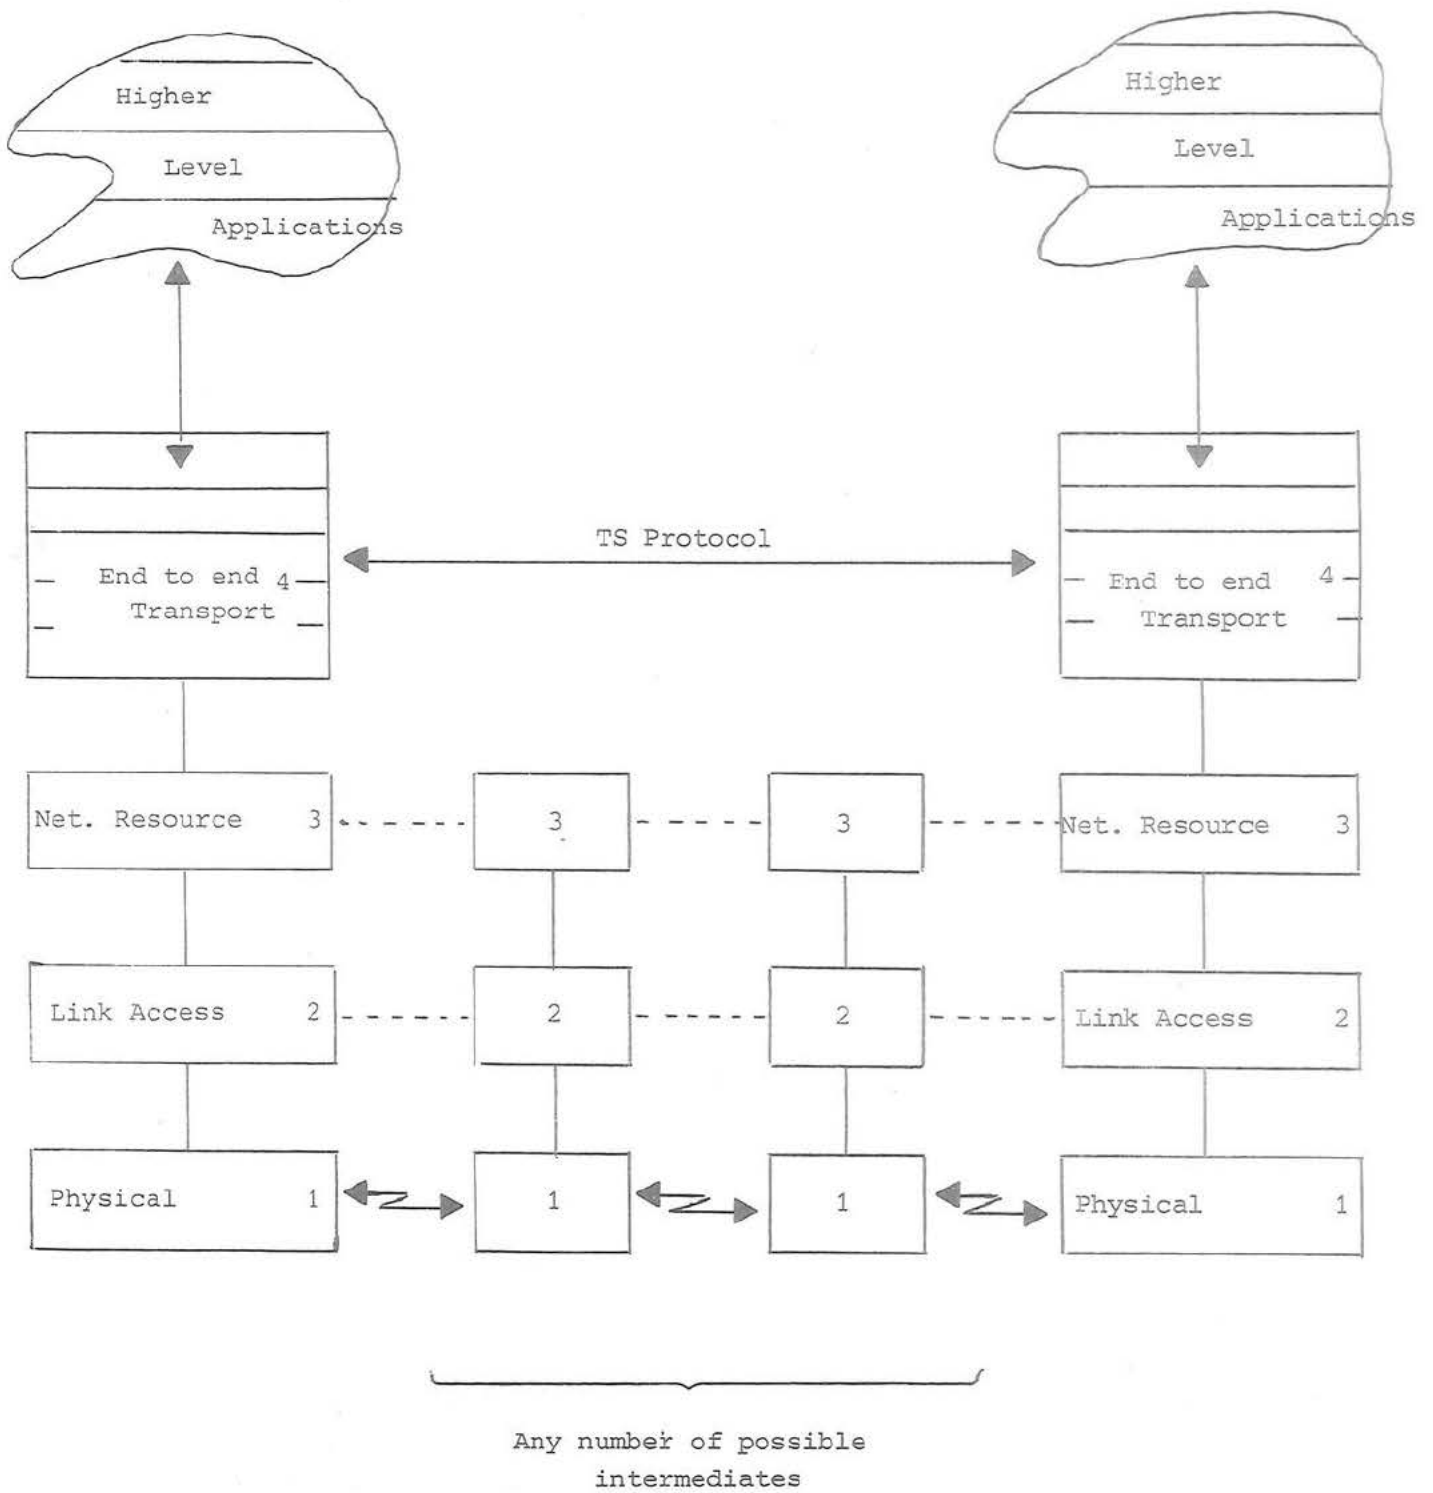 Higher
Level
Applications
Higher
Level
Applications
TS Protocol
End to end 4
Transport
End to end 4
Transport
Net. Resource 3
3
3
Net. Resource 3
Link Access 2
2
2
Link Access 2
Physical 1
1
1
Physical 1
Any number of possible
intermediates